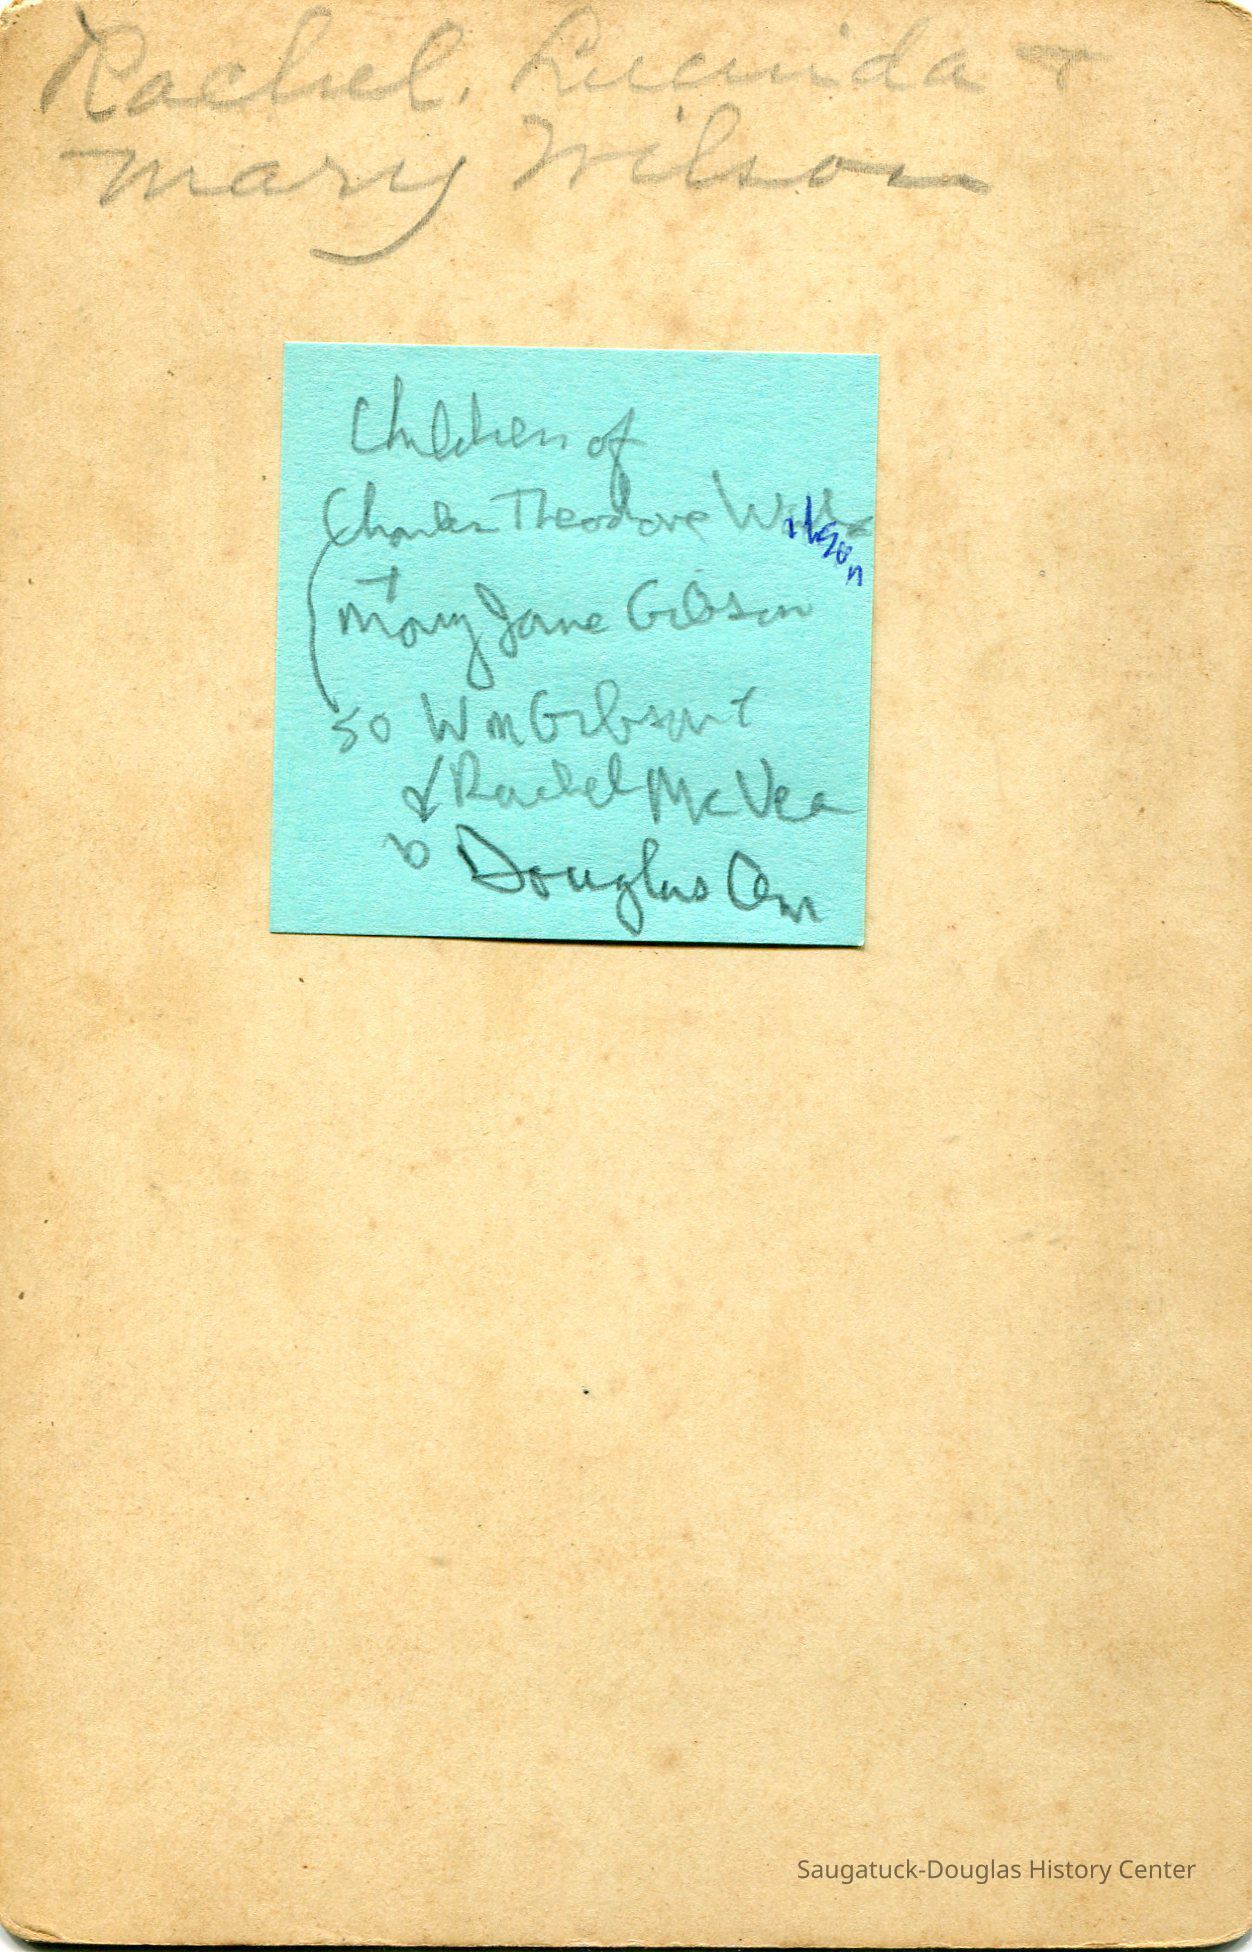 Rachel, Lucinda +
Mary Wilson
Children of
Charles Theodore Wilson
+
Mary Jane Gibson
so Wm Gibson +
Rachel McVea
Douglas
Saugatuck-Douglas History Center